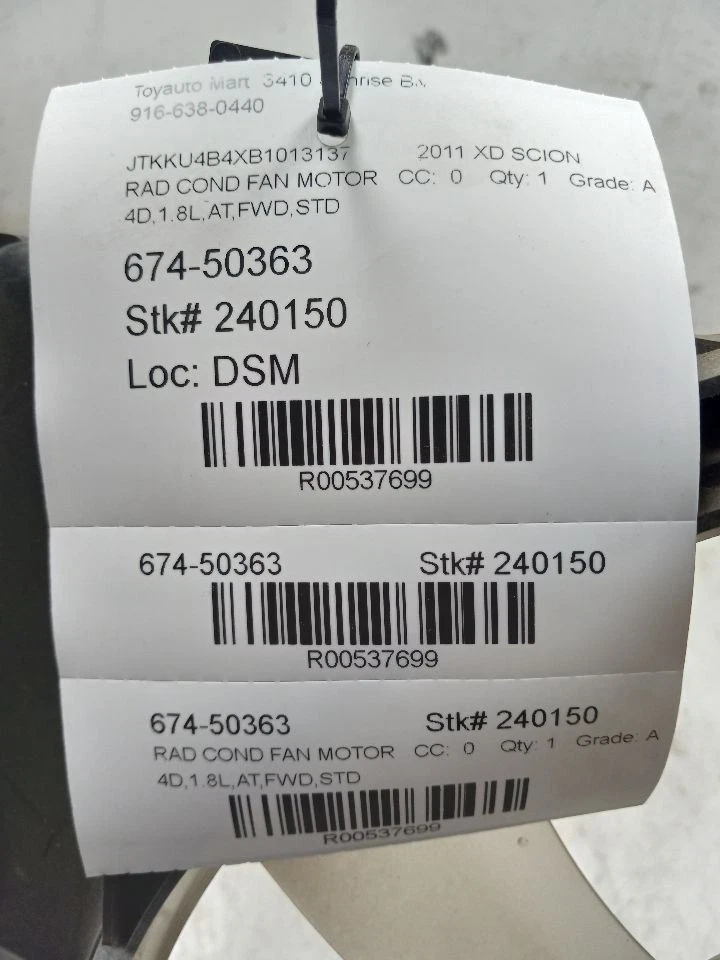 Toyauto Mart 3410
916-638-0440
JTKKU4B4XB1013137 2011 XD SCION
RAD COND FAN MOTOR CC: 0 Qty: 1 Grade: A
4D,1.8L,AT,FWD,STD
674-50363
Stk# 240150
Loc: DSM
R00537699
674-50363 Stk# 240150
R00537699
674-50363 Stk# 240150
RAD COND FAN MOTOR CC: 0 Qty: 1 Grade: A
4D,1.8L,AT,FWD,STD
R00537699